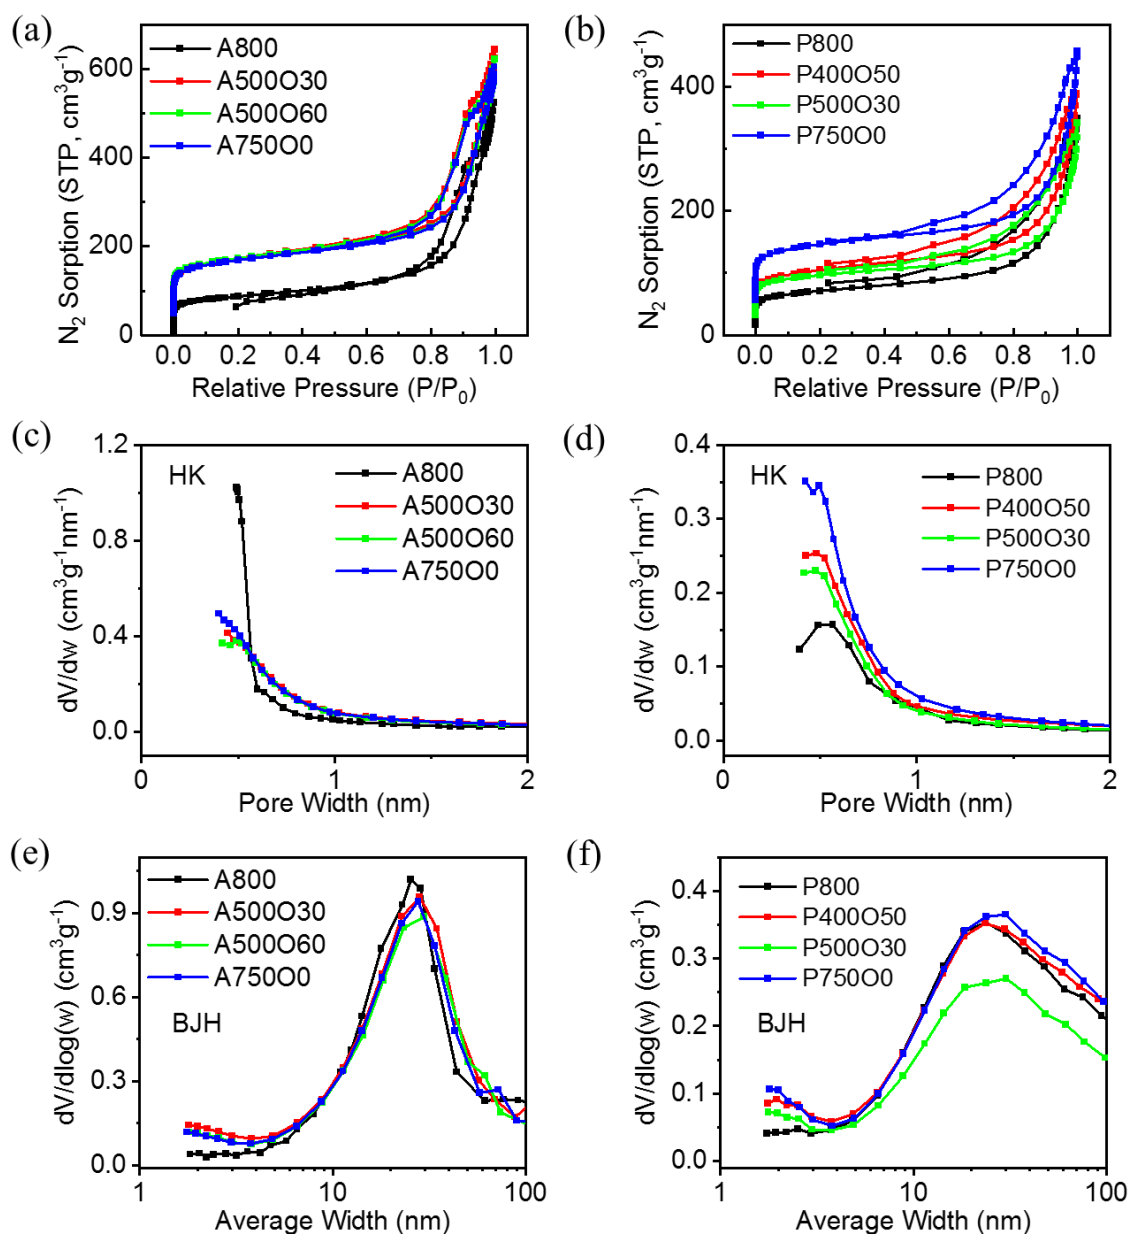 (a)
A800
A500O30
A500O60
A750O0
600
400
200
0
0.0 0.2 0.4 0.6 0.8 1.0
N₂ Sorption (STP, cm³g⁻¹)
Relative Pressure (P/P₀)
(b)
P800
P400O50
P500O30
P750O0
400
200
0
0.0 0.2 0.4 0.6 0.8 1.0
N₂ Sorption (STP, cm³g⁻¹)
Relative Pressure (P/P₀)
(c)
HK
A800
A500O30
A500O60
A750O0
1.2
0.8
0.4
0.0
0 1 2
dV/dw (cm³g⁻¹nm⁻¹)
Pore Width (nm)
(d)
HK
P800
P400O50
P500O30
P750O0
0.4
0.3
0.2
0.1
0.0
0 1 2
dV/dw (cm³g⁻¹nm⁻¹)
Pore Width (nm)
(e)
A800
A500O30
A500O60
A750O0
BJH
0.9
0.6
0.3
0.0
1 10 100
dV/dlog(w) (cm³g⁻¹)
Average Width (nm)
(f)
P800
P400O50
P500O30
P750O0
BJH
0.4
0.3
0.2
0.1
0.0
1 10 100
dV/dlog(w) (cm³g⁻¹)
Average Width (nm)